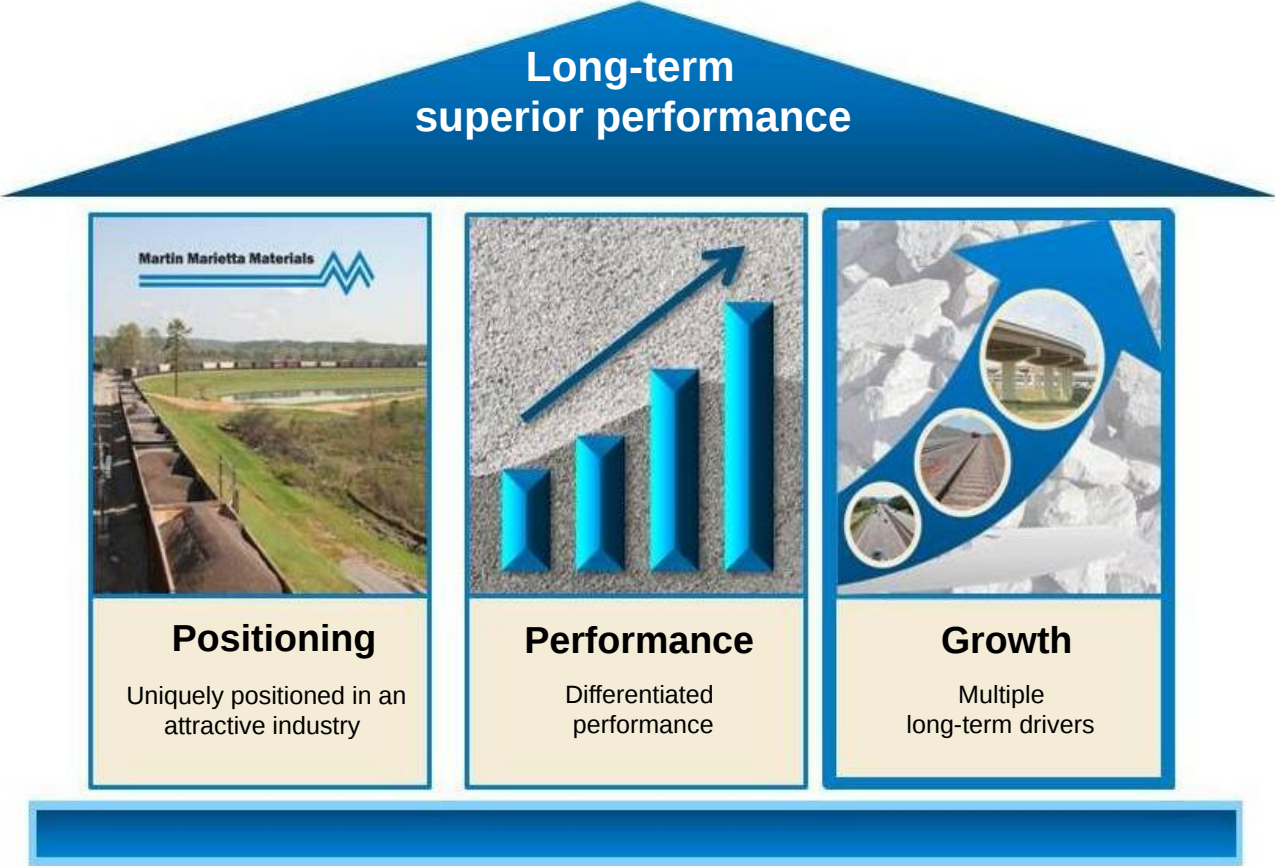 Long-term
superior performance
Martin Marietta Materials
Positioning
Uniquely positioned in an
attractive industry
Performance
Differentiated
performance
Growth
Multiple
long-term drivers